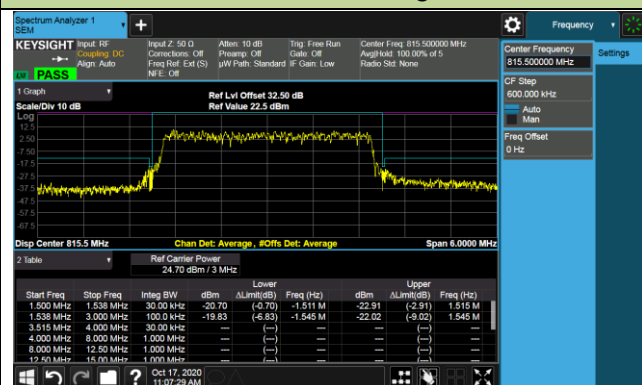 Spectrum Analyzer 1
SEM
Frequency
KEYSIGHT
Input: RF
Coupling: DC
Align: Auto
Input Z: 50 Ω
Corrections: Off
Freq Ref: Ext (S)
NFE: Off
Atten: 10 dB
Preamp: Off
µW Path: Standard
Trig: Free Run
Gate: Off
IF Gain: Low
Center Freq: 815.500000 MHz
Avg|Hold: 100.00% of 5
Radio Std: None
PASS
Center Frequency
815.500000 MHz
Settings
CF Step
600.000 kHz
Auto
Man
Freq Offset
0 Hz
1 Graph
Scale/Div 10 dB
Ref Lvl Offset 32.50 dB
Ref Value 22.5 dBm
Log
12.5
2.50
-7.50
-17.5
-27.5
-37.5
-47.5
-57.5
-67.5
Disp Center 815.5 MHz
Chan Det: Average, #Offs Det: Average
Span 6.0000 MHz
2 Table
Ref Carrier Power
24.70 dBm / 3 MHz
Lower Upper
Start Freq Stop Freq Integ BW dBm ΔLimit(dB) Freq (Hz) dBm ΔLimit(dB) Freq (Hz)
1.500 MHz 1.538 MHz 30.00 kHz -20.70 (-0.70) -1.511 M -22.91 (-2.91) 1.515 M
1.538 MHz 3.000 MHz 100.0 kHz -19.83 (-6.83) -1.545 M -22.02 (-9.02) 1.545 M
3.515 MHz 4.000 MHz 30.00 kHz --- (---) --- --- (---) ---
4.000 MHz 8.000 MHz 1.000 MHz --- (---) --- --- (---) ---
8.000 MHz 12.50 MHz 1.000 MHz --- (---) --- --- (---) ---
12.50 MHz 15.00 MHz 1.000 MHz --- (---) --- --- (---) ---
?
Oct 17, 2020
11:07:29 AM